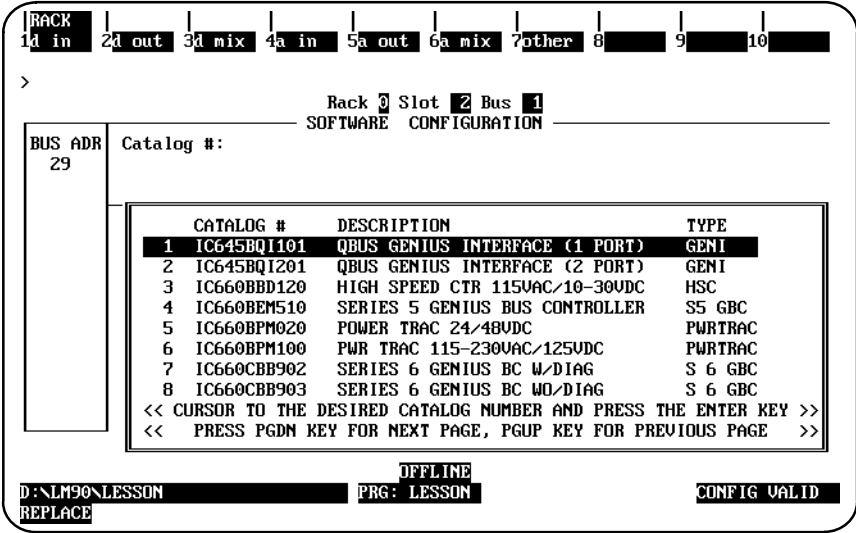 RACK
1d in 2d out 3d mix 4a in 5a out 6a mix 7other 8 9 10
>
Rack 0 Slot 2 Bus 1
SOFTWARE CONFIGURATION
BUS ADR Catalog #:
29
CATALOG # DESCRIPTION TYPE
1 IC645BQI101 QBUS GENIUS INTERFACE (1 PORT) GENI
2 IC645BQI201 QBUS GENIUS INTERFACE (2 PORT) GENI
3 IC660BBD120 HIGH SPEED CTR 115VAC/10-30VDC HSC
4 IC660BEM510 SERIES 5 GENIUS BUS CONTROLLER S5 GBC
5 IC660BPM020 POWER TRAC 24/48VDC PWRTRAC
6 IC660BPM100 PWR TRAC 115-230VAC/125VDC PWRTRAC
7 IC660CBB902 SERIES 6 GENIUS BC W/DIAG S 6 GBC
8 IC660CBB903 SERIES 6 GENIUS BC WO/DIAG S 6 GBC
<< CURSOR TO THE DESIRED CATALOG NUMBER AND PRESS THE ENTER KEY >>
<< PRESS PGDN KEY FOR NEXT PAGE, PGUP KEY FOR PREVIOUS PAGE >>
OFFLINE
D:\LM90\LESSON PRG: LESSON CONFIG VALID
REPLACE